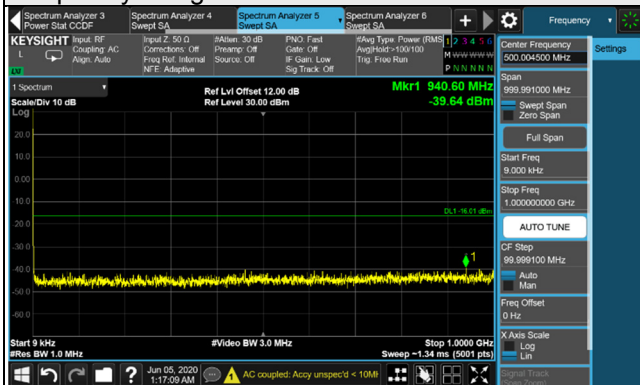 Spectrum Analyzer 3
Power Stat CCDF
Spectrum Analyzer 4
Swept SA
Spectrum Analyzer 5
Swept SA
Spectrum Analyzer 6
Swept SA
Frequency
KEYSIGHT
L
LV
Input: RF
Coupling: AC
Align: Auto
Input Z: 50 Ω
Corrections: Off
Freq Ref: Internal
NFE: Adaptive
#Atten: 30 dB
Preamp: Off
Source: Off
PNO: Fast
Gate: Off
IF Gain: Low
Sig Track: Off
#Avg Type: Power (RMS
Avg|Hold:>100/100
Trig: Free Run
1 2 3 4 5 6
M W W W W W
P N N N N N
Center Frequency
500.004500 MHz
Settings
Span
999.991000 MHz
Swept Span
Zero Span
Full Span
Start Freq
9.000 kHz
Stop Freq
1.000000000 GHz
AUTO TUNE
CF Step
99.999100 MHz
Auto
Man
Freq Offset
0 Hz
X Axis Scale
Log
Lin
Signal Track
(Span Zoom)
1 Spectrum
Scale/Div 10 dB
Log
Ref Lvl Offset 12.00 dB
Ref Level 30.00 dBm
Mkr1 940.60 MHz
-39.64 dBm
20.0
10.0
DL1 -16.01 dBm
-30.0
-40.0
-50.0
-60.0
1
Start 9 kHz
#Res BW 1.0 MHz
#Video BW 3.0 MHz
Stop 1.0000 GHz
Sweep ~1.34 ms (5001 pts)
Jun 05, 2020
1:17:09 AM
AC coupled: Accy unspec'd < 10MH